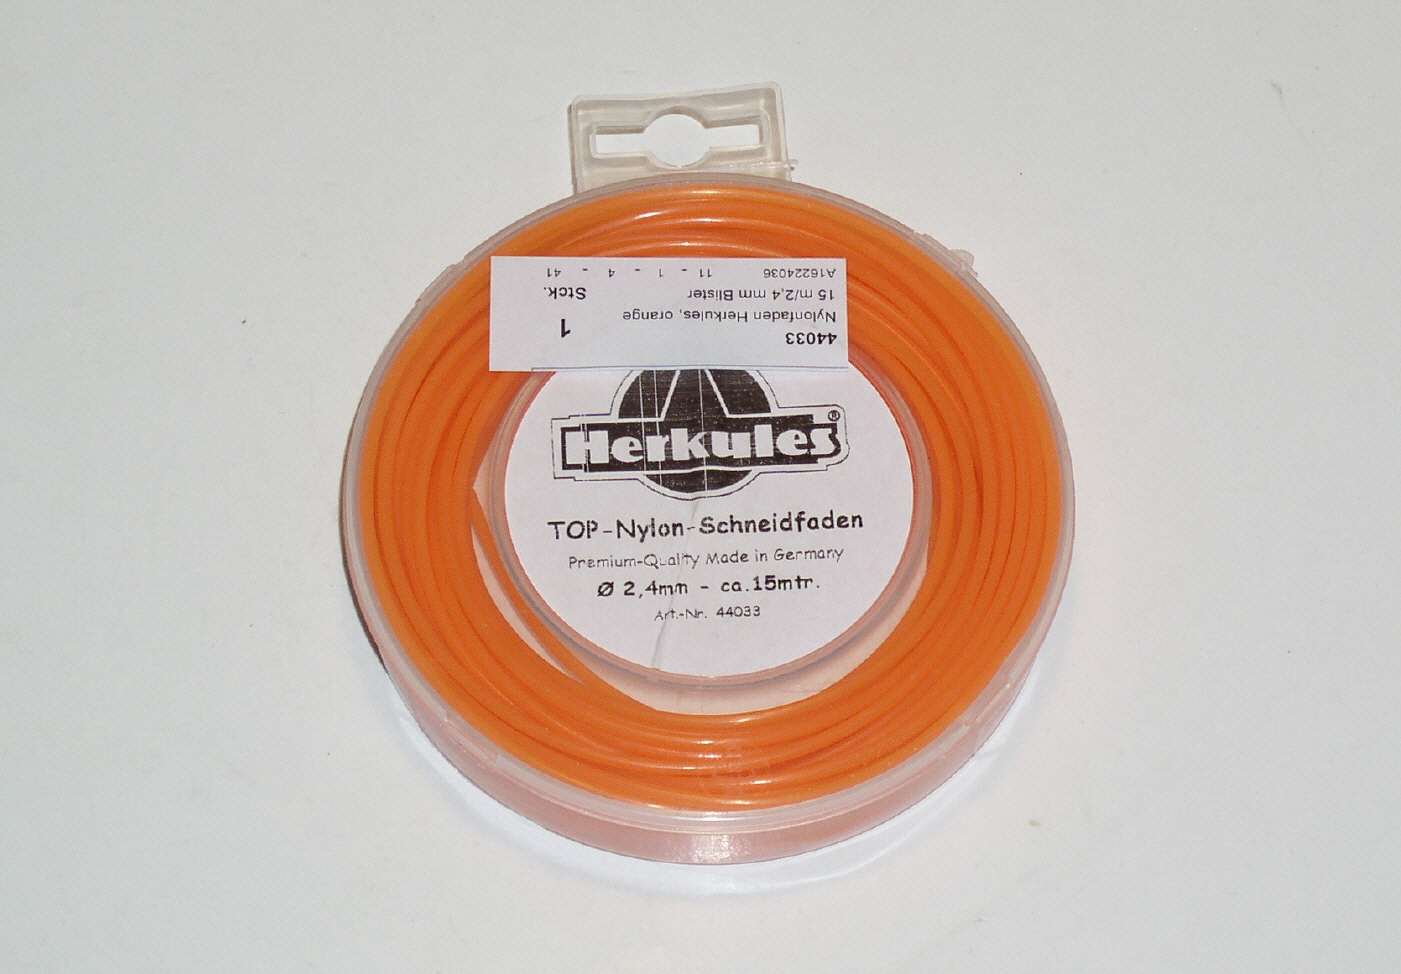 44033
Nylonfaden Herkules, orange
15 m/2,4 mm Blister
1
Stck.
A16224036 11 - 1 - 4 - 41
Herkules®
TOP-Nylon-Schneidfaden
Premium-Quality Made in Germany
Ø 2,4mm - ca.15mtr.
Art.-Nr. 44033